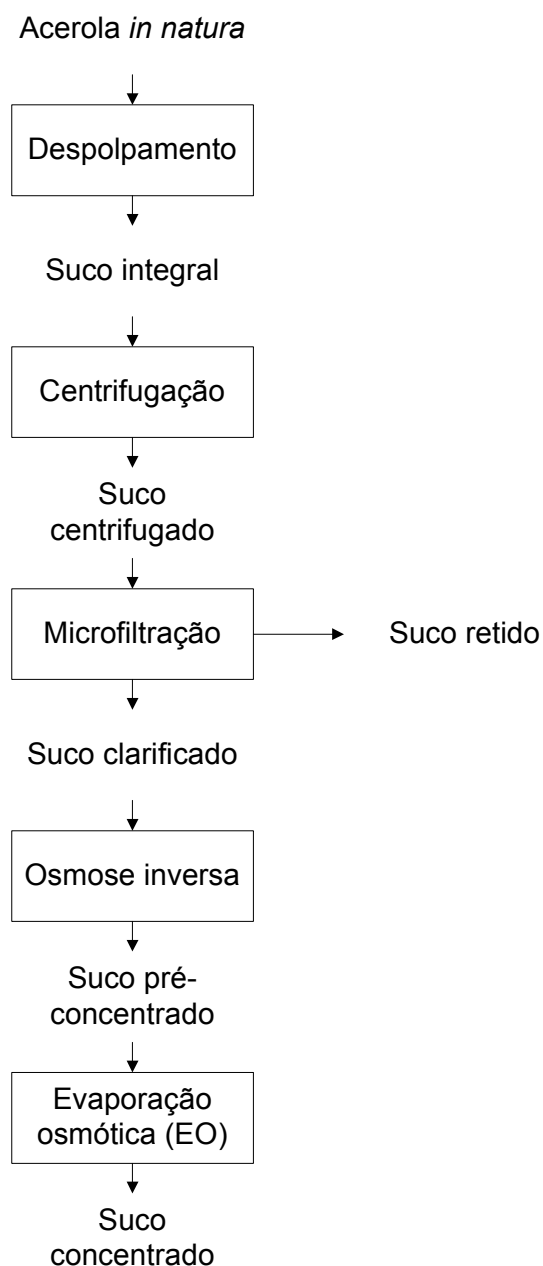 Acerola in natura
Despolpamento
Suco integral
Centrifugação
Suco
centrifugado
Microfiltração
Suco retido
Suco clarificado
Osmose inversa
Suco pré-
concentrado
Evaporação
osmótica (EO)
Suco
concentrado